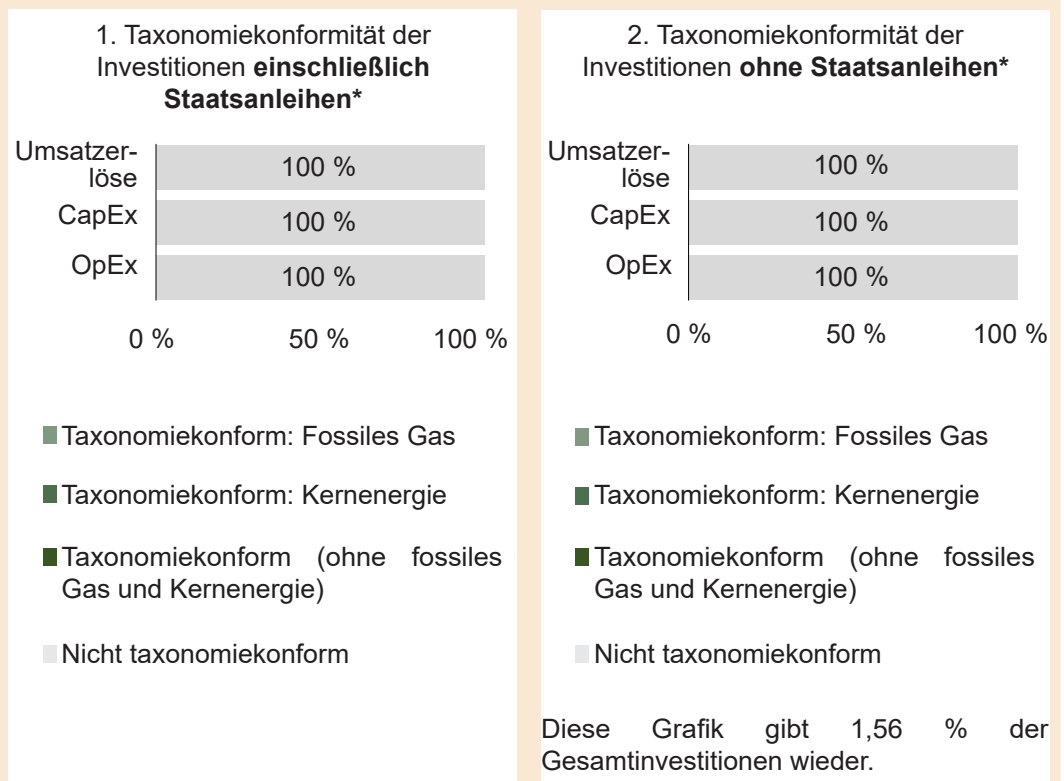 1. Taxonomiekonformität der
Investitionen einschließlich
Staatsanleihen*
Umsatzer-
löse
100 %
CapEx
100 %
OpEx
100 %
0 %
50 %
100 %
Taxonomiekonform: Fossiles Gas
Taxonomiekonform: Kernenergie
Taxonomiekonform (ohne fossiles
Gas und Kernenergie)
Nicht taxonomiekonform
2. Taxonomiekonformität der
Investitionen ohne Staatsanleihen*
Umsatzer-
löse
100 %
CapEx
100 %
OpEx
100 %
0 %
50 %
100 %
Taxonomiekonform: Fossiles Gas
Taxonomiekonform: Kernenergie
Taxonomiekonform (ohne fossiles
Gas und Kernenergie)
Nicht taxonomiekonform
Diese Grafik gibt 1,56 % der
Gesamtinvestitionen wieder.